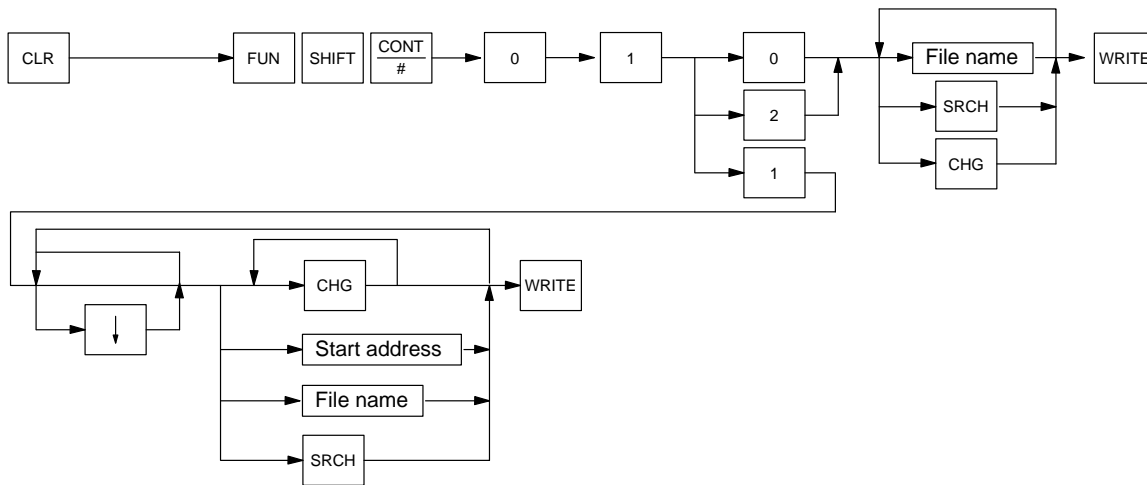 CLR
FUN
SHIFT
CONT
#
0
1
0
File name
WRITE
2
SRCH
1
CHG
CHG
WRITE
Start address
File name
SRCH